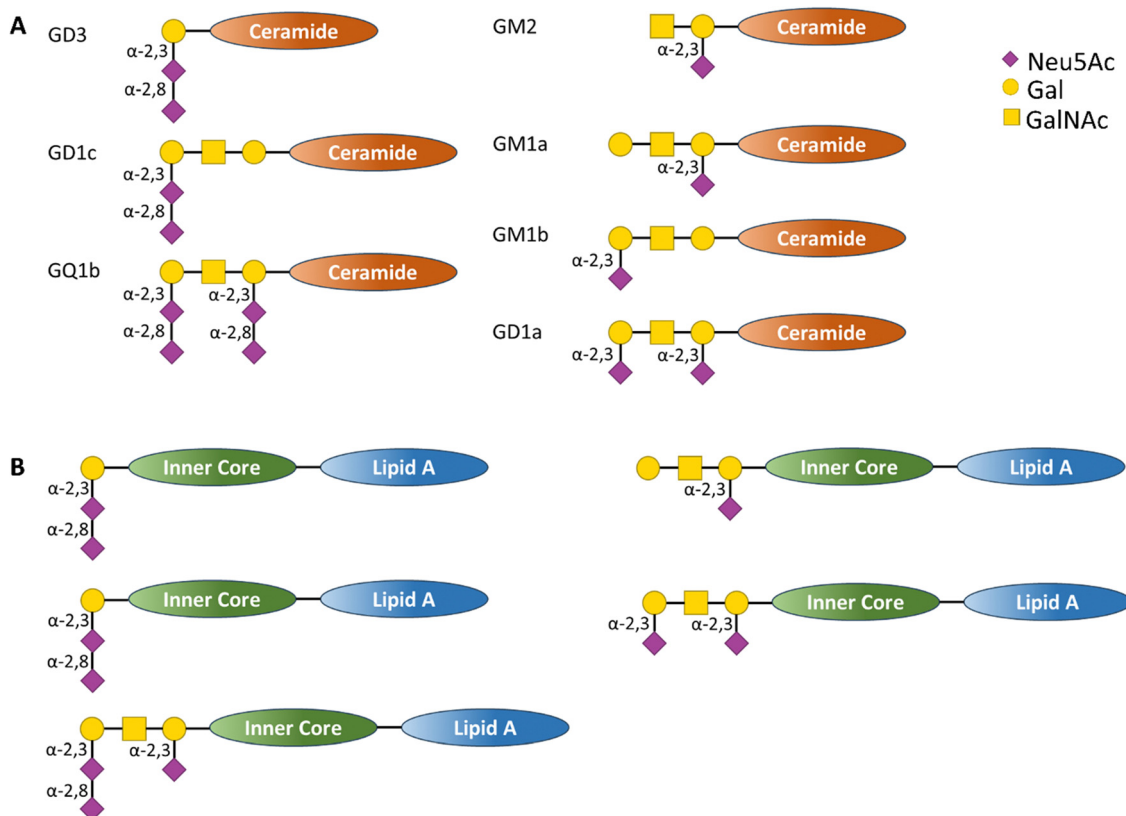 A
GD3
Ceramide
α-2,3
α-2,8
GD1c
Ceramide
α-2,3
α-2,8
GQ1b
Ceramide
α-2,3 α-2,3
α-2,8 α-2,8
GM2
Ceramide
α-2,3
GM1a
Ceramide
α-2,3
GM1b
Ceramide
α-2,3
GD1a
Ceramide
α-2,3 α-2,3
Neu5Ac
Gal
GalNAc
B
Inner Core Lipid A
α-2,3
α-2,8
Inner Core Lipid A
α-2,3
α-2,8
Inner Core Lipid A
α-2,3 α-2,3
α-2,8
Inner Core Lipid A
α-2,3
Inner Core Lipid A
α-2,3 α-2,3